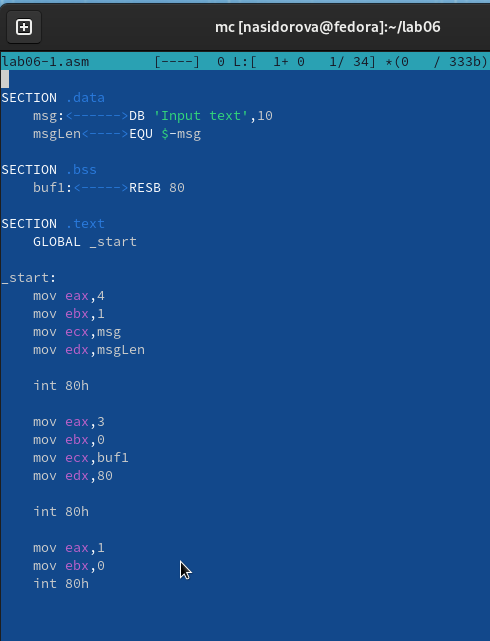 mc [nasidorova@fedora]:~/lab06
lab06-1.asm [----] 0 L:[ 1+ 0 1/ 34] *(0 / 333b)
SECTION .data
msg:<------>DB 'Input text',10
msgLen<---->EQU $-msg
SECTION .bss
buf1:<----->RESB 80
SECTION .text
GLOBAL _start
_start:
mov eax,4
mov ebx,1
mov ecx,msg
mov edx,msgLen
int 80h
mov eax,3
mov ebx,0
mov ecx,buf1
mov edx,80
int 80h
mov eax,1
mov ebx,0
int 80h